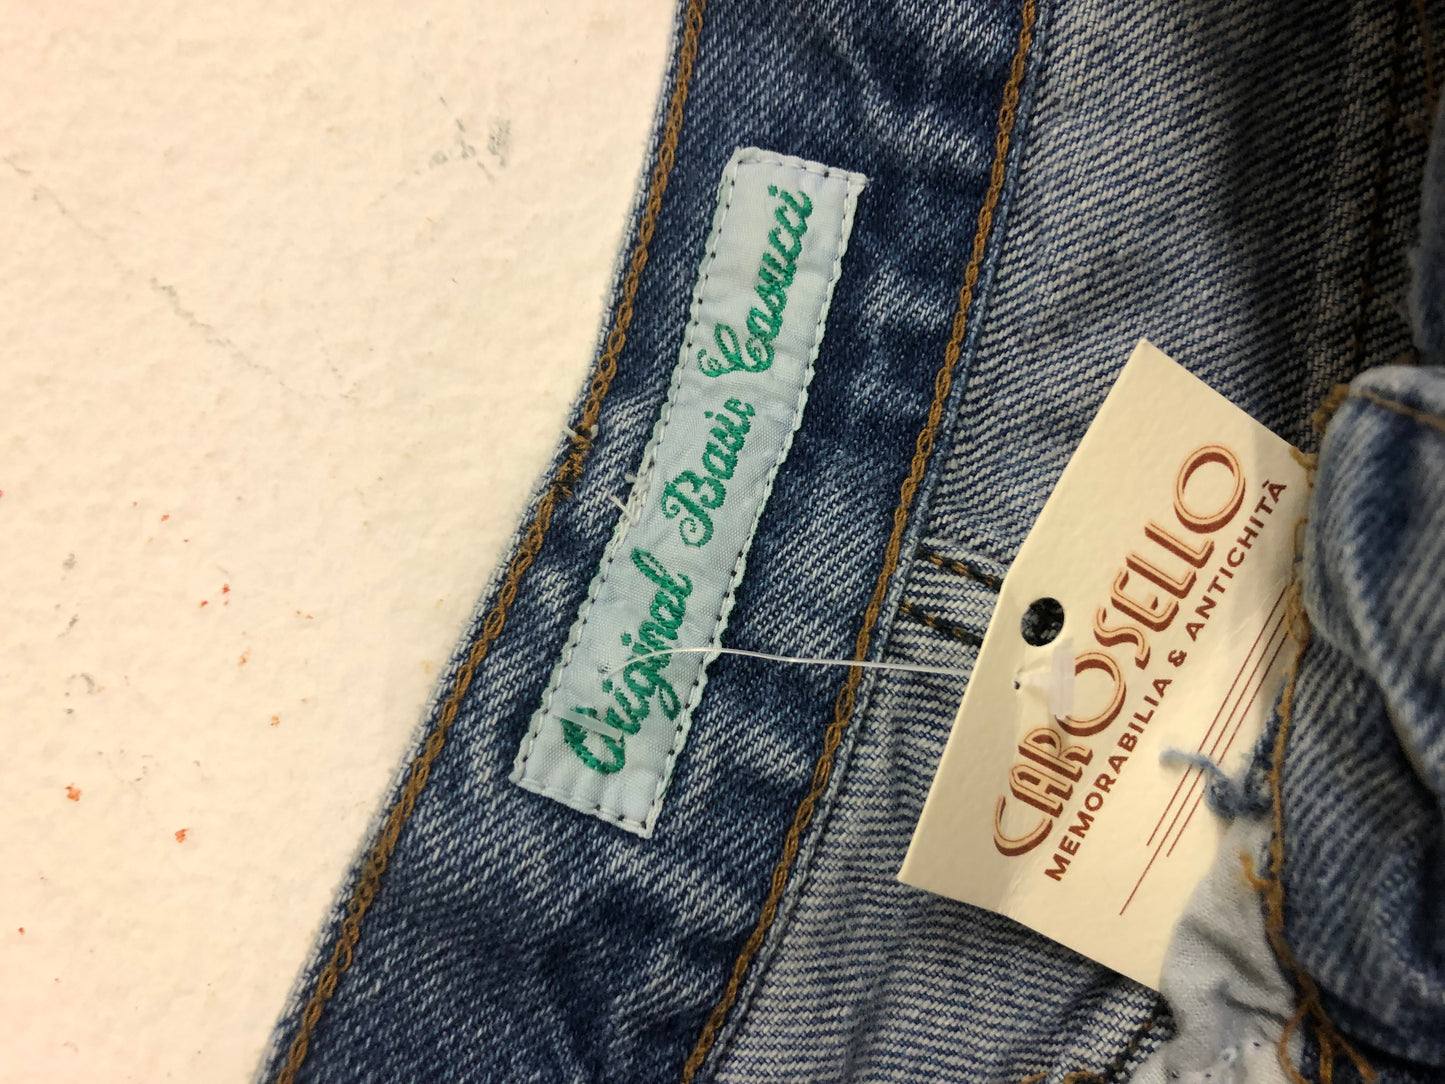 Original Basic Casucci
CAROSELLO
MEMORABILIA & ANTICHITÀ